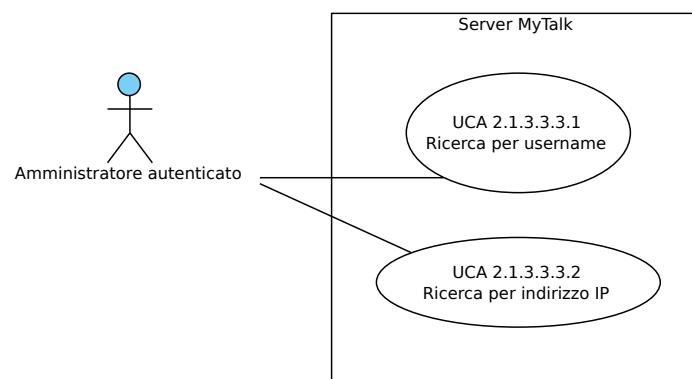 Server MyTalk
UCA 2.1.3.3.3.1
Ricerca per username
Amministratore autenticato
UCA 2.1.3.3.3.2
Ricerca per indirizzo IP